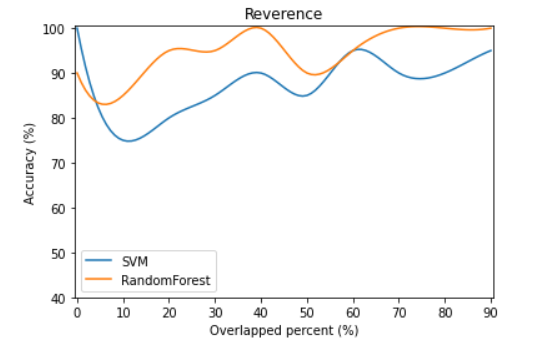 Reverence
100
90
80
70
60
50
40
Accuracy (%)
SVM
RandomForest
0 10 20 30 40 50 60 70 80 90
Overlapped percent (%)